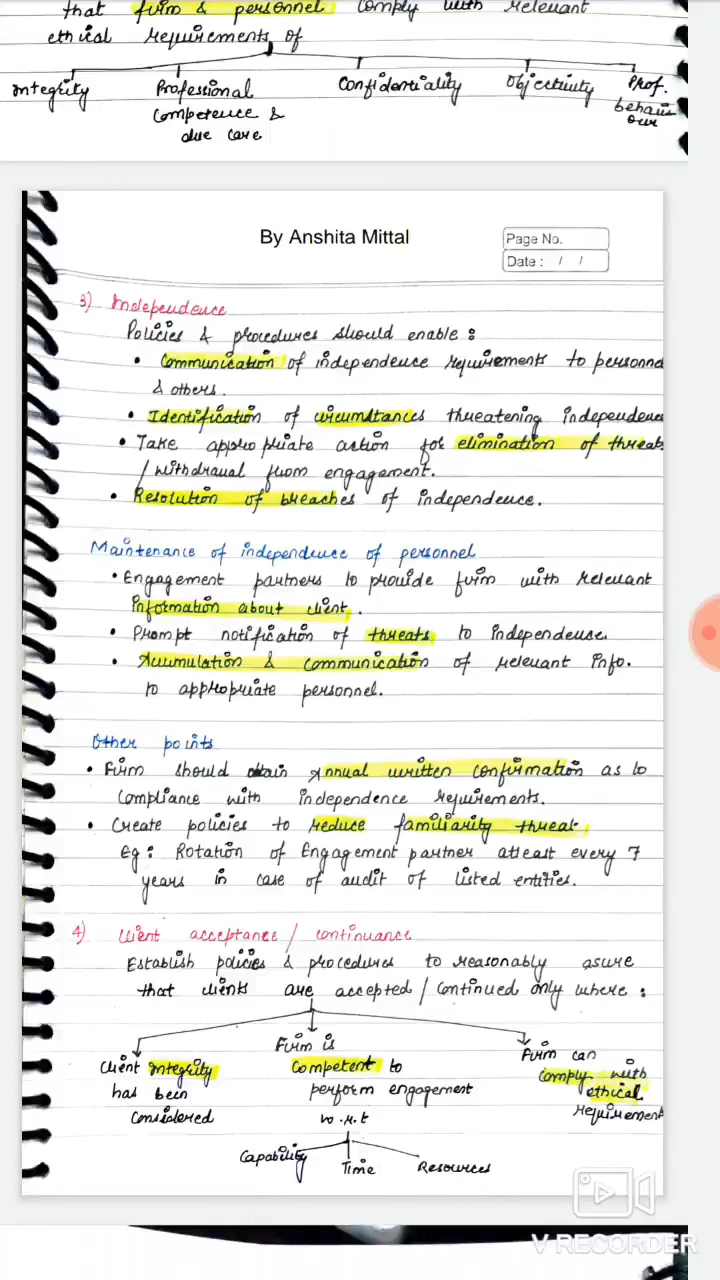 that firm & personnel comply with relevant
ethical requirements of
Integrity Professional Confidentiality Objectivity Prof.
competence & behavi
due care our
By Anshita Mittal
Page No.
Date : / /
3) Independence
Policies & procedures should enable :
• Communication of independence requirements to personne
& others.
• Identification of circumstances threatening independence
• Take appropriate action for elimination of threat
/ withdrawal from engagement.
• Resolution of breaches of independence.
Maintenance of independence of personnel
• Engagement partners to provide firm with relevant
information about client.
• Prompt notification of threats to independence.
• Accumulation & communication of relevant info.
to appropriate personnel.
Other points
• Firm should obtain Annual written confirmation as to
compliance with independence requirements.
• Create policies to reduce familiarity threat.
Eg : Rotation of Engagement partner atleast every 7
years in case of audit of listed entities.
4) Client acceptance / continuance
Establish policies & procedures to reasonably assure
that clients are accepted / continued only where :
Client integrity has been considered
Firm is competent to perform engagement w.r.t
Firm can comply with ethical requirement
Capability Time Resources
V RECORDER